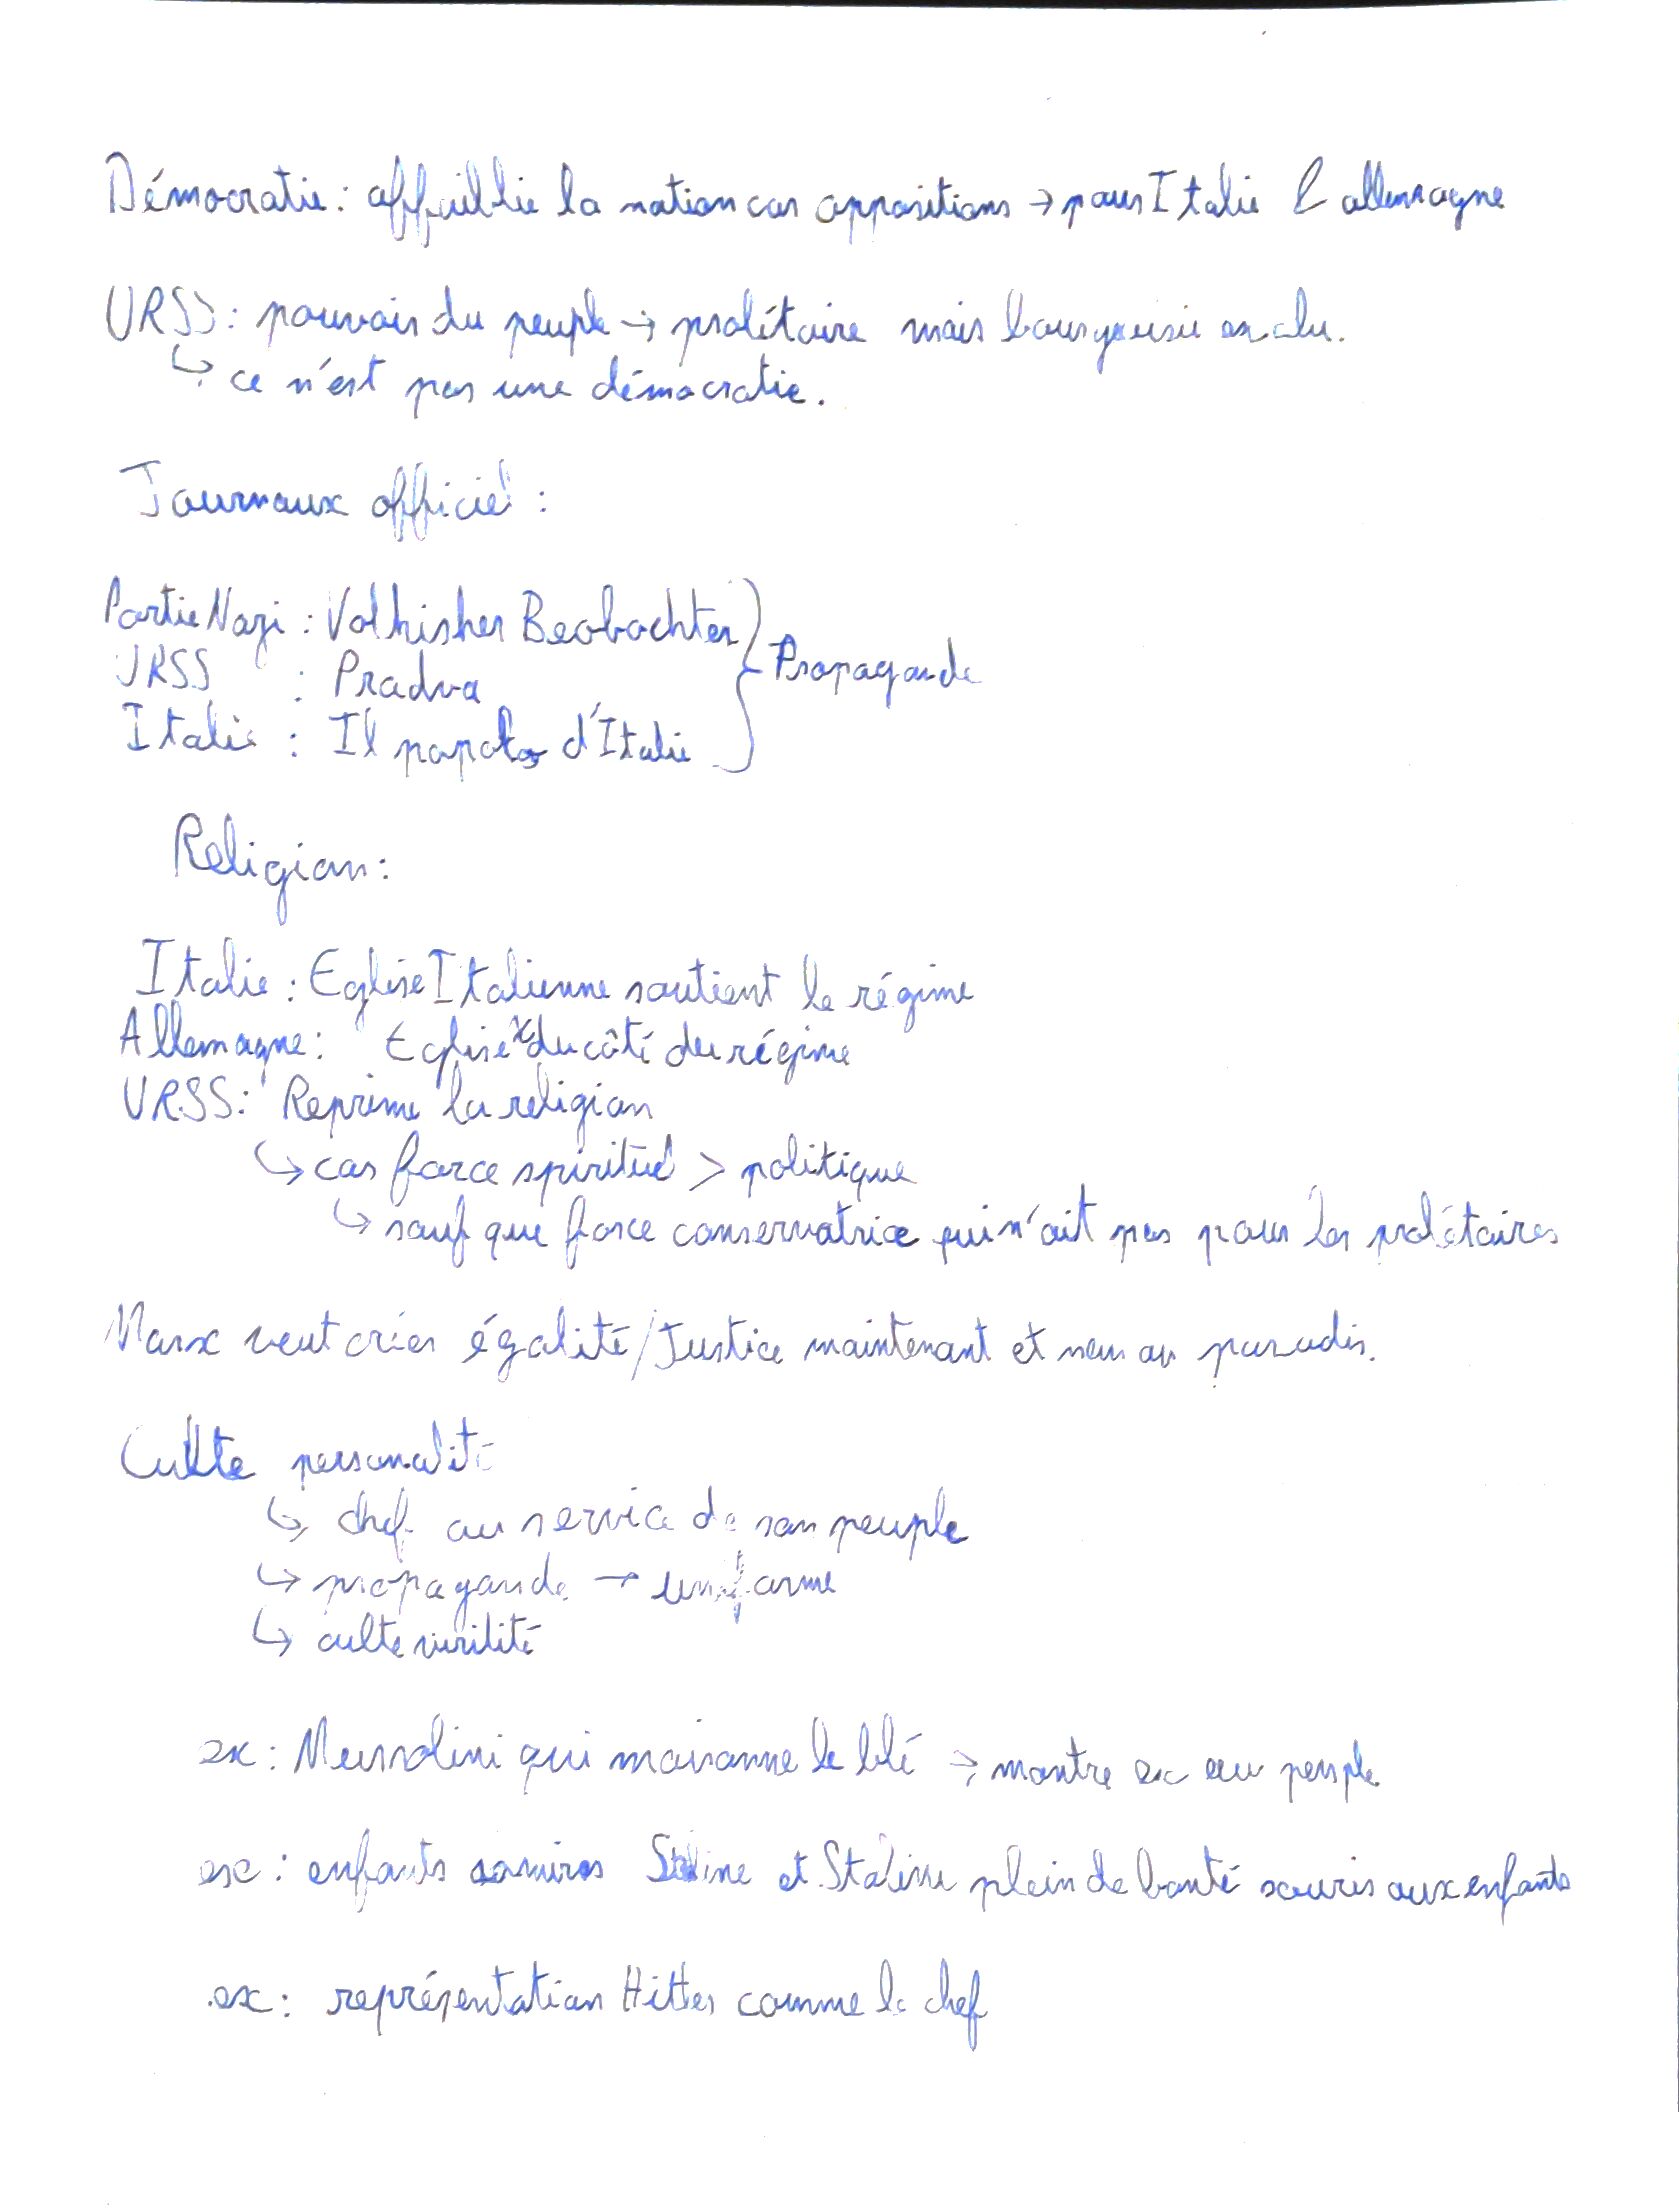 Démocratie : affaiblie la nation car oppositions → pour Italie & allemagne
URSS : pouvoir du peuple → prolétaire mais bourgeoisie exclu.
↳ ce n'est pas une démocratie.
Journaux officiel :
Partie Nazi : Volkisher Beobachter
URSS : Pradva
} Propagande
Italie : Il popolo d'Italie
Religion :
Italie : Eglise Italienne soutient le régime
Allemagne : Eglise x du côté du régime
URSS : Reprime la religion
↳ car force spirituel > politique
↳ sauf que force conservatrice qui n'ait pas pour les prolétaires
Marx veut créer égalité/Justice maintenant et non au paradis.
Culte personalité
↳ chef au service de son peuple
↳ propagande → uniforme
↳ culte virilité
ex : Mussolini qui moisonne le blé → montre ex au peuple
ex : enfants Staline et Staline plein de bonté souris aux enfants
ex : représentation Hitler comme le chef